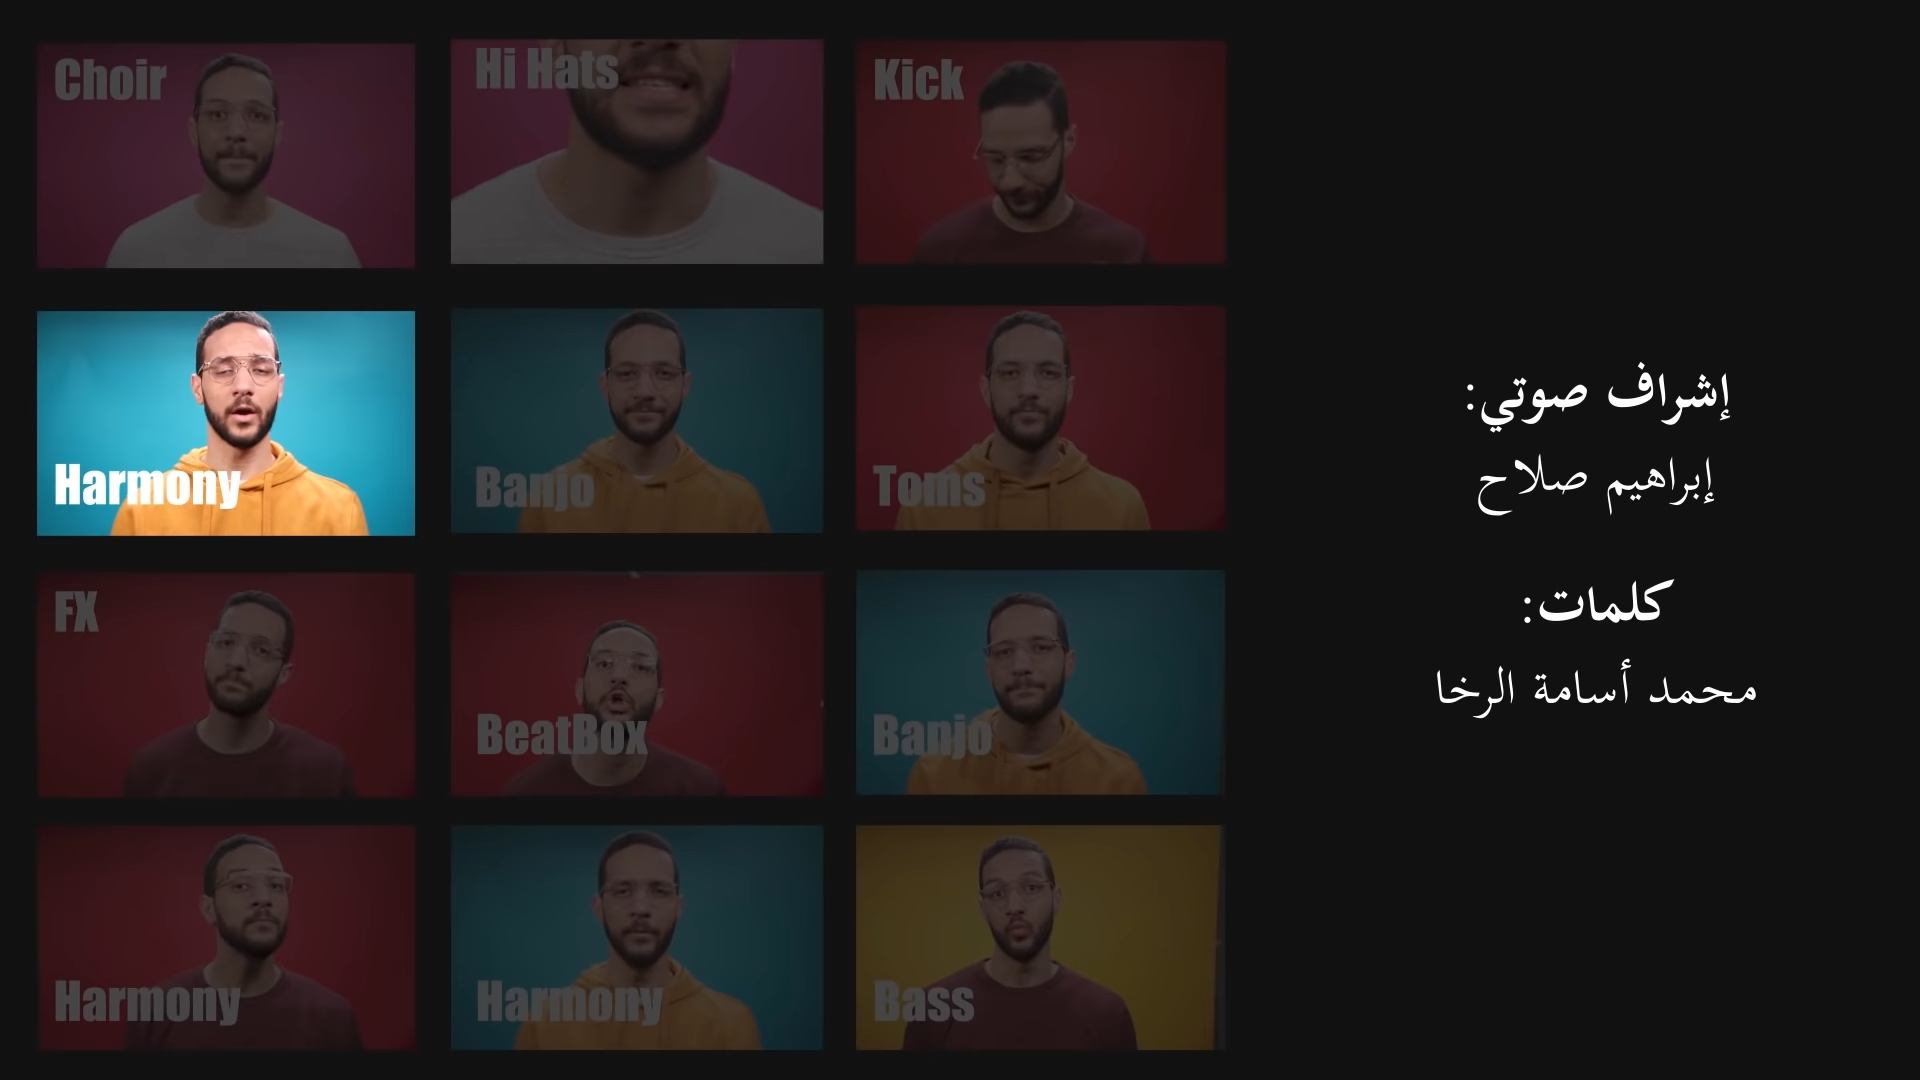 Choir
Hi Hats
Kick
Harmony
Banjo
Toms
FX
BeatBox
Banjo
Harmony
Harmony
Bass
إشراف صوتي:
إبراهيم صلاح
كلمات:
محمد أسامة الرخا